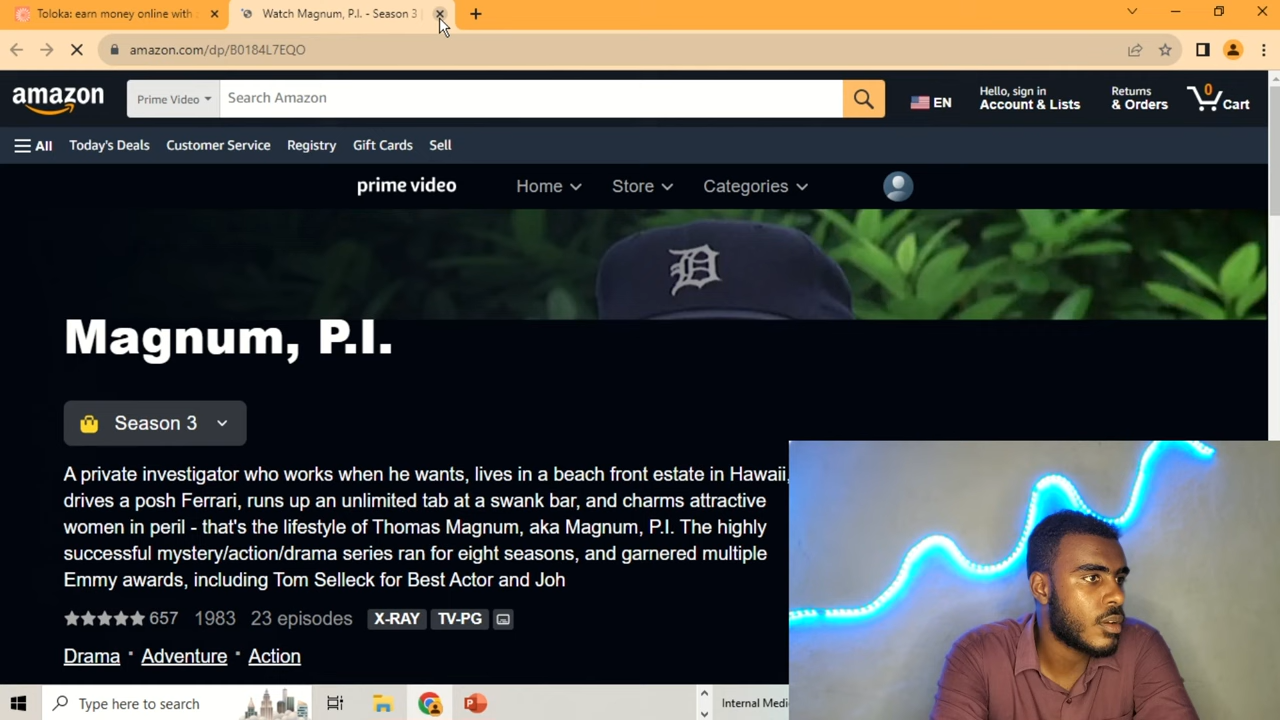 Toloka: earn money online with
Watch Magnum, P.I. - Season 3
amazon.com/dp/B0184L7EQO
amazon
Prime Video
Search Amazon
EN
Hello, sign in
Account & Lists
Returns
& Orders
0
Cart
All
Today's Deals
Customer Service
Registry
Gift Cards
Sell
prime video
Home
Store
Categories
D
Magnum, P.I.
Season 3
A private investigator who works when he wants, lives in a beach front estate in Hawaii,
drives a posh Ferrari, runs up an unlimited tab at a swank bar, and charms attractive
women in peril - that's the lifestyle of Thomas Magnum, aka Magnum, P.I. The highly
successful mystery/action/drama series ran for eight seasons, and garnered multiple
Emmy awards, including Tom Selleck for Best Actor and Joh
657 1983 23 episodes X-RAY TV-PG
Drama · Adventure · Action
Type here to search
Internal Medi